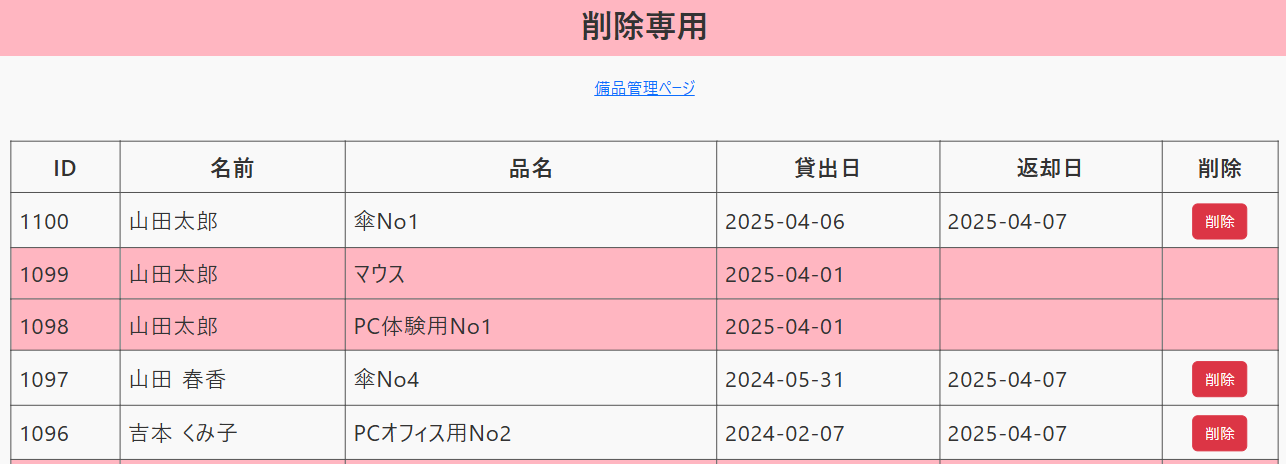 削除専用
備品管理ページ
ID 名前 品名 貸出日 返却日 削除
1100 山田太郎 傘No1 2025-04-06 2025-04-07 削除
1099 山田太郎 マウス 2025-04-01
1098 山田太郎 PC体験用No1 2025-04-01
1097 山田 春香 傘No4 2024-05-31 2025-04-07 削除
1096 吉本 くみ子 PCオフィス用No2 2024-02-07 2025-04-07 削除